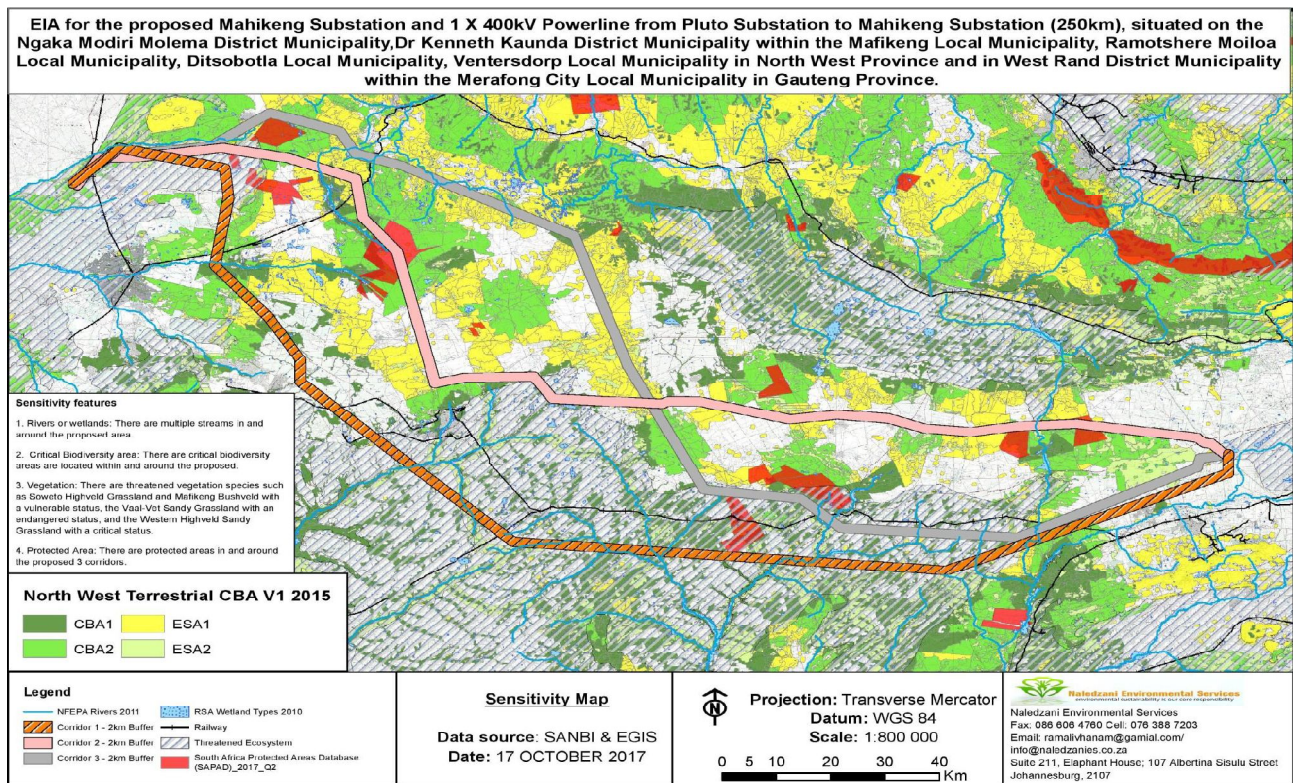 EIA for the proposed Mahikeng Substation and 1 X 400kV Powerline from Pluto Substation to Mahikeng Substation (250km), situated on the
Ngaka Modiri Molema District Municipality,Dr Kenneth Kaunda District Municipality within the Mafikeng Local Municipality, Ramotshere Moiloa
Local Municipality, Ditsobotla Local Municipality, Ventersdorp Local Municipality in North West Province and in West Rand District Municipality
within the Merafong City Local Municipality in Gauteng Province.
Sensitivity features
1. Rivers or wetlands: There are multiple streams in and
around the proposed area
2. Critical Biodiversity area: There are critical biodiversity
areas are located within and around the proposed.
3. Vegetation: There are threatened vegetation species such
as Soweto Highveld Grassland and Mafikeng Bushveld with
a vulnerable status, the Vaal-Vet Sandy Grassland with an
endangered status, and the Western Highveld Sandy
Grassland with a critical status.
4. Protected Area: There are protected areas in and around
the proposed 3 corridors.
North West Terrestrial CBA V1 2015
CBA1
ESA1
CBA2
ESA2
Legend
NFEPA Rivers 2011
RSA Wetland Types 2010
Corridor 1 - 2km Buffer
Railway
Corridor 2 - 2km Buffer
Threatened Ecosystem
Corridor 3 - 2km Buffer
South Africa Protected Areas Database
(SAPAD)_2017_Q2
Sensitivity Map
Data source: SANBI & EGIS
Date: 17 OCTOBER 2017
N
Projection: Transverse Mercator
Datum: WGS 84
Scale: 1:800 000
0 5 10 20 30 40
Km
Naledzani Environmental Services
environmental sustainability is our core responsibility
Naledzani Environmental Services
Fax: 086 606 4760 Cell: 076 388 7203
Email: ramalivhanam@gamial.com/
info@naledzanies.co.za
Suite 211, Elaphant House; 107 Albertina Sisulu Street
Johannesburg, 2107